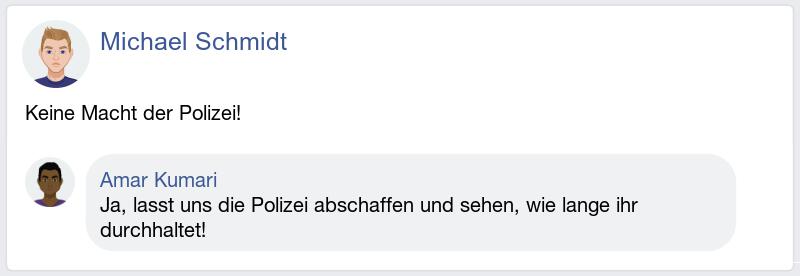 Michael Schmidt
Keine Macht der Polizei!
Amar Kumari
Ja, lasst uns die Polizei abschaffen und sehen, wie lange ihr
durchhaltet!